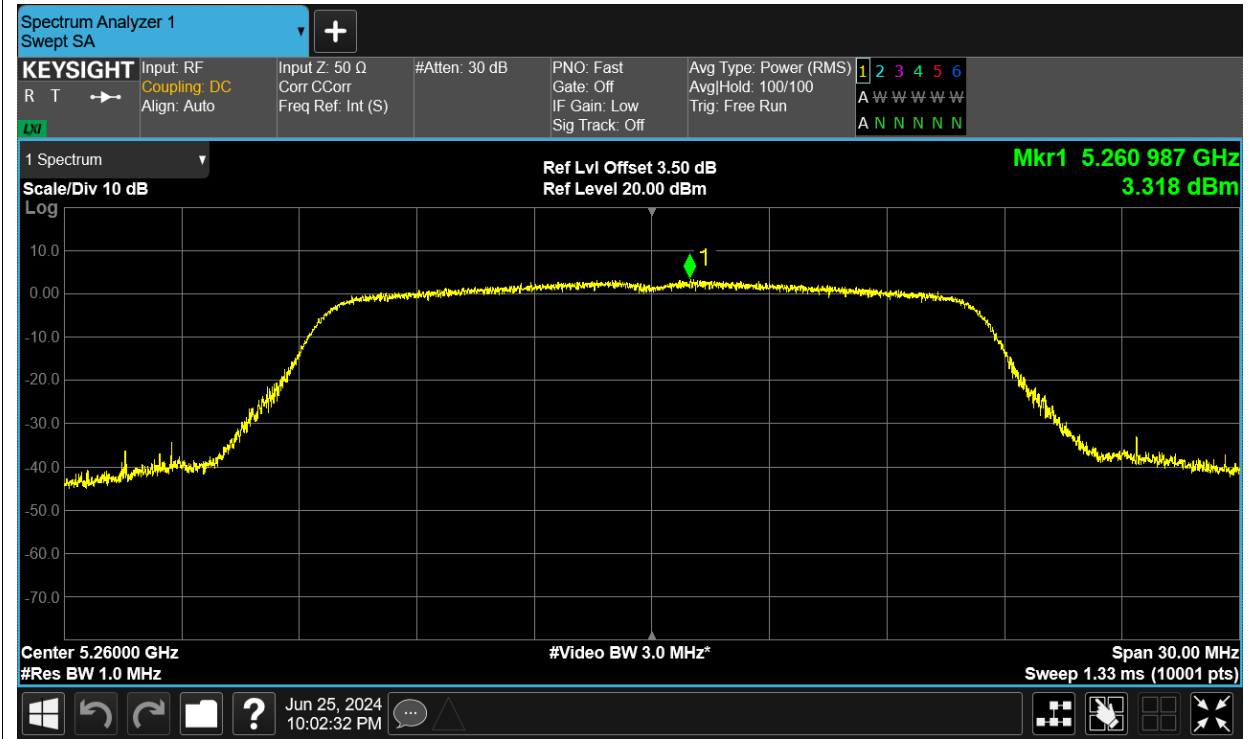 Spectrum Analyzer 1
Swept SA
KEYSIGHT
R T
LXI
Input: RF
Coupling: DC
Align: Auto
Input Z: 50 Ω
Corr CCorr
Freq Ref: Int (S)
#Atten: 30 dB
PNO: Fast
Gate: Off
IF Gain: Low
Sig Track: Off
Avg Type: Power (RMS)
Avg|Hold: 100/100
Trig: Free Run
1 2 3 4 5 6
A W W W W W
A N N N N N
1 Spectrum
Scale/Div 10 dB
Log
Ref Lvl Offset 3.50 dB
Ref Level 20.00 dBm
Mkr1 5.260 987 GHz
3.318 dBm
10.0
0.00
-10.0
-20.0
-30.0
-40.0
-50.0
-60.0
-70.0
1
Center 5.26000 GHz
#Res BW 1.0 MHz
#Video BW 3.0 MHz*
Span 30.00 MHz
Sweep 1.33 ms (10001 pts)
?
Jun 25, 2024
10:02:32 PM